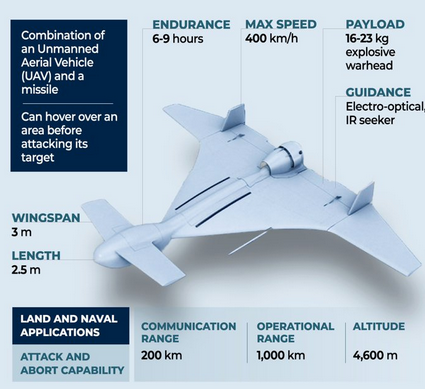 Combination of
an Unmanned
Aerial Vehicle
(UAV) and a
missile
Can hover over an
area before
attacking its
target
ENDURANCE
6-9 hours
MAX SPEED
400 km/h
PAYLOAD
16-23 kg
explosive
warhead
GUIDANCE
Electro-optical,
IR seeker
WINGSPAN
3 m
LENGTH
2.5 m
LAND AND NAVAL
APPLICATIONS
ATTACK AND
ABORT CAPABILITY
COMMUNICATION
RANGE
200 km
OPERATIONAL
RANGE
1,000 km
ALTITUDE
4,600 m